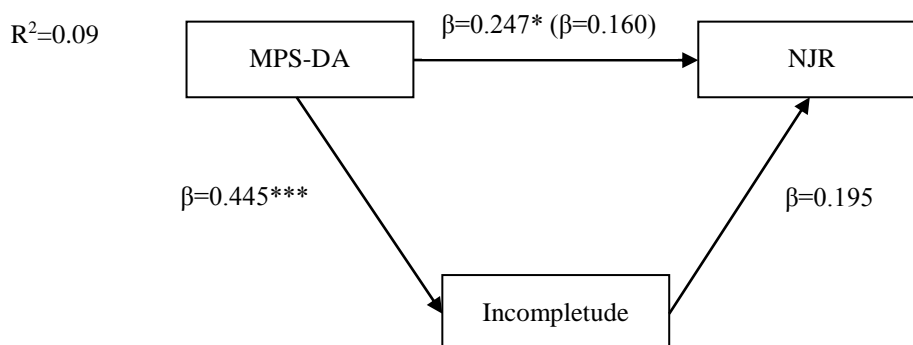 R²=0.09
β=0.247* (β=0.160)
MPS-DA
NJR
β=0.445***
β=0.195
Incompletude